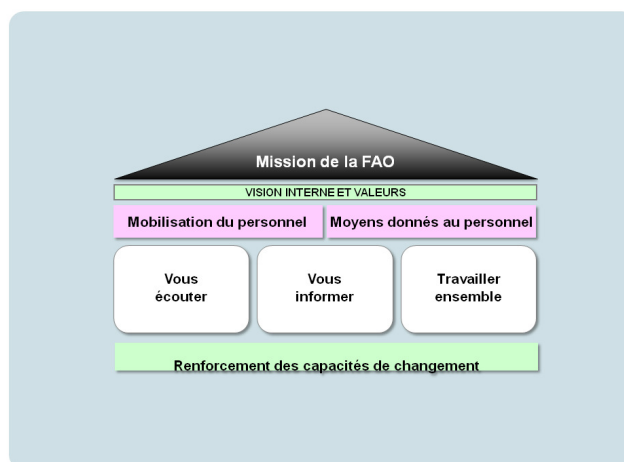 Mission de la FAO
VISION INTERNE ET VALEURS
Mobilisation du personnel
Moyens donnés au personnel
Vous
écouter
Vous
informer
Travailler
ensemble
Renforcement des capacités de changement